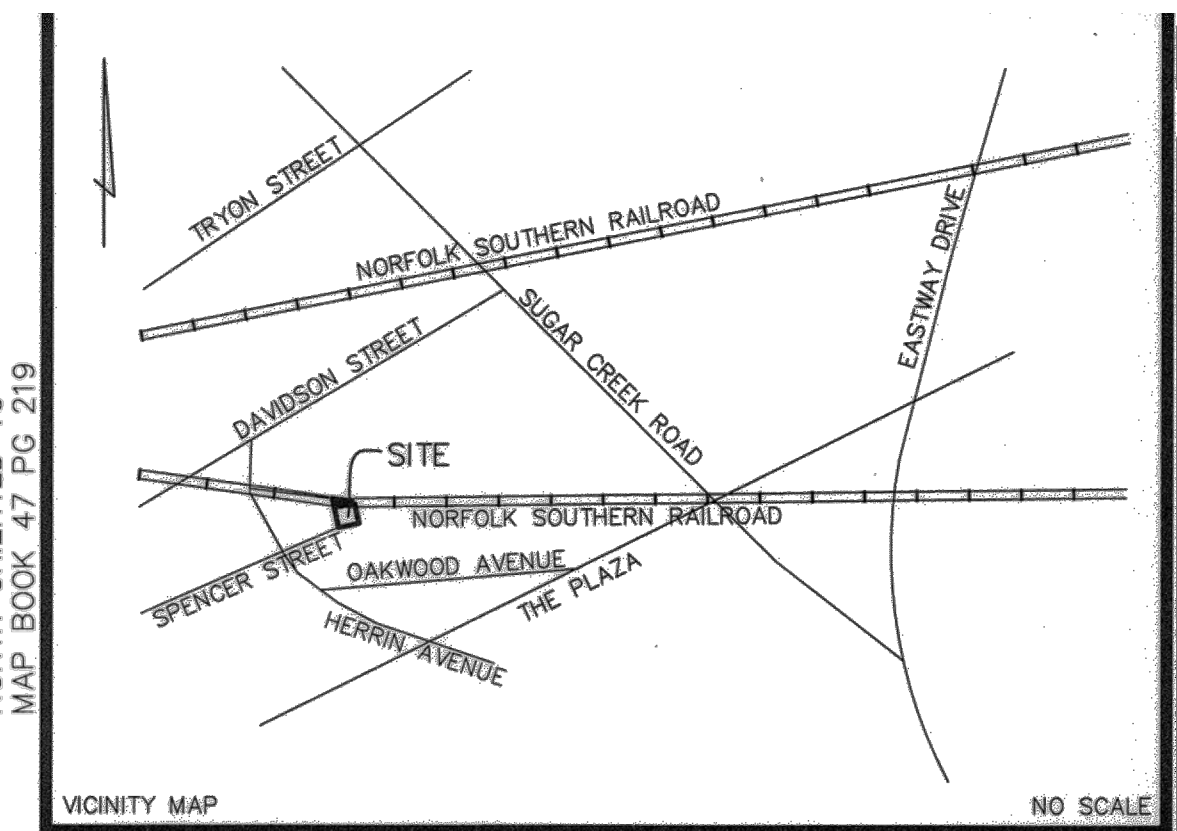 TRYON STREET
NORFOLK SOUTHERN RAILROAD
EASTWAY DRIVE
SUGAR CREEK ROAD
DAVIDSON STREET
SITE
NORFOLK SOUTHERN RAILROAD
SPENCER STREET
OAKWOOD AVENUE
THE PLAZA
HERRIN AVENUE
MAP BOOK 47 PG 219
VICINITY MAP
NO SCALE